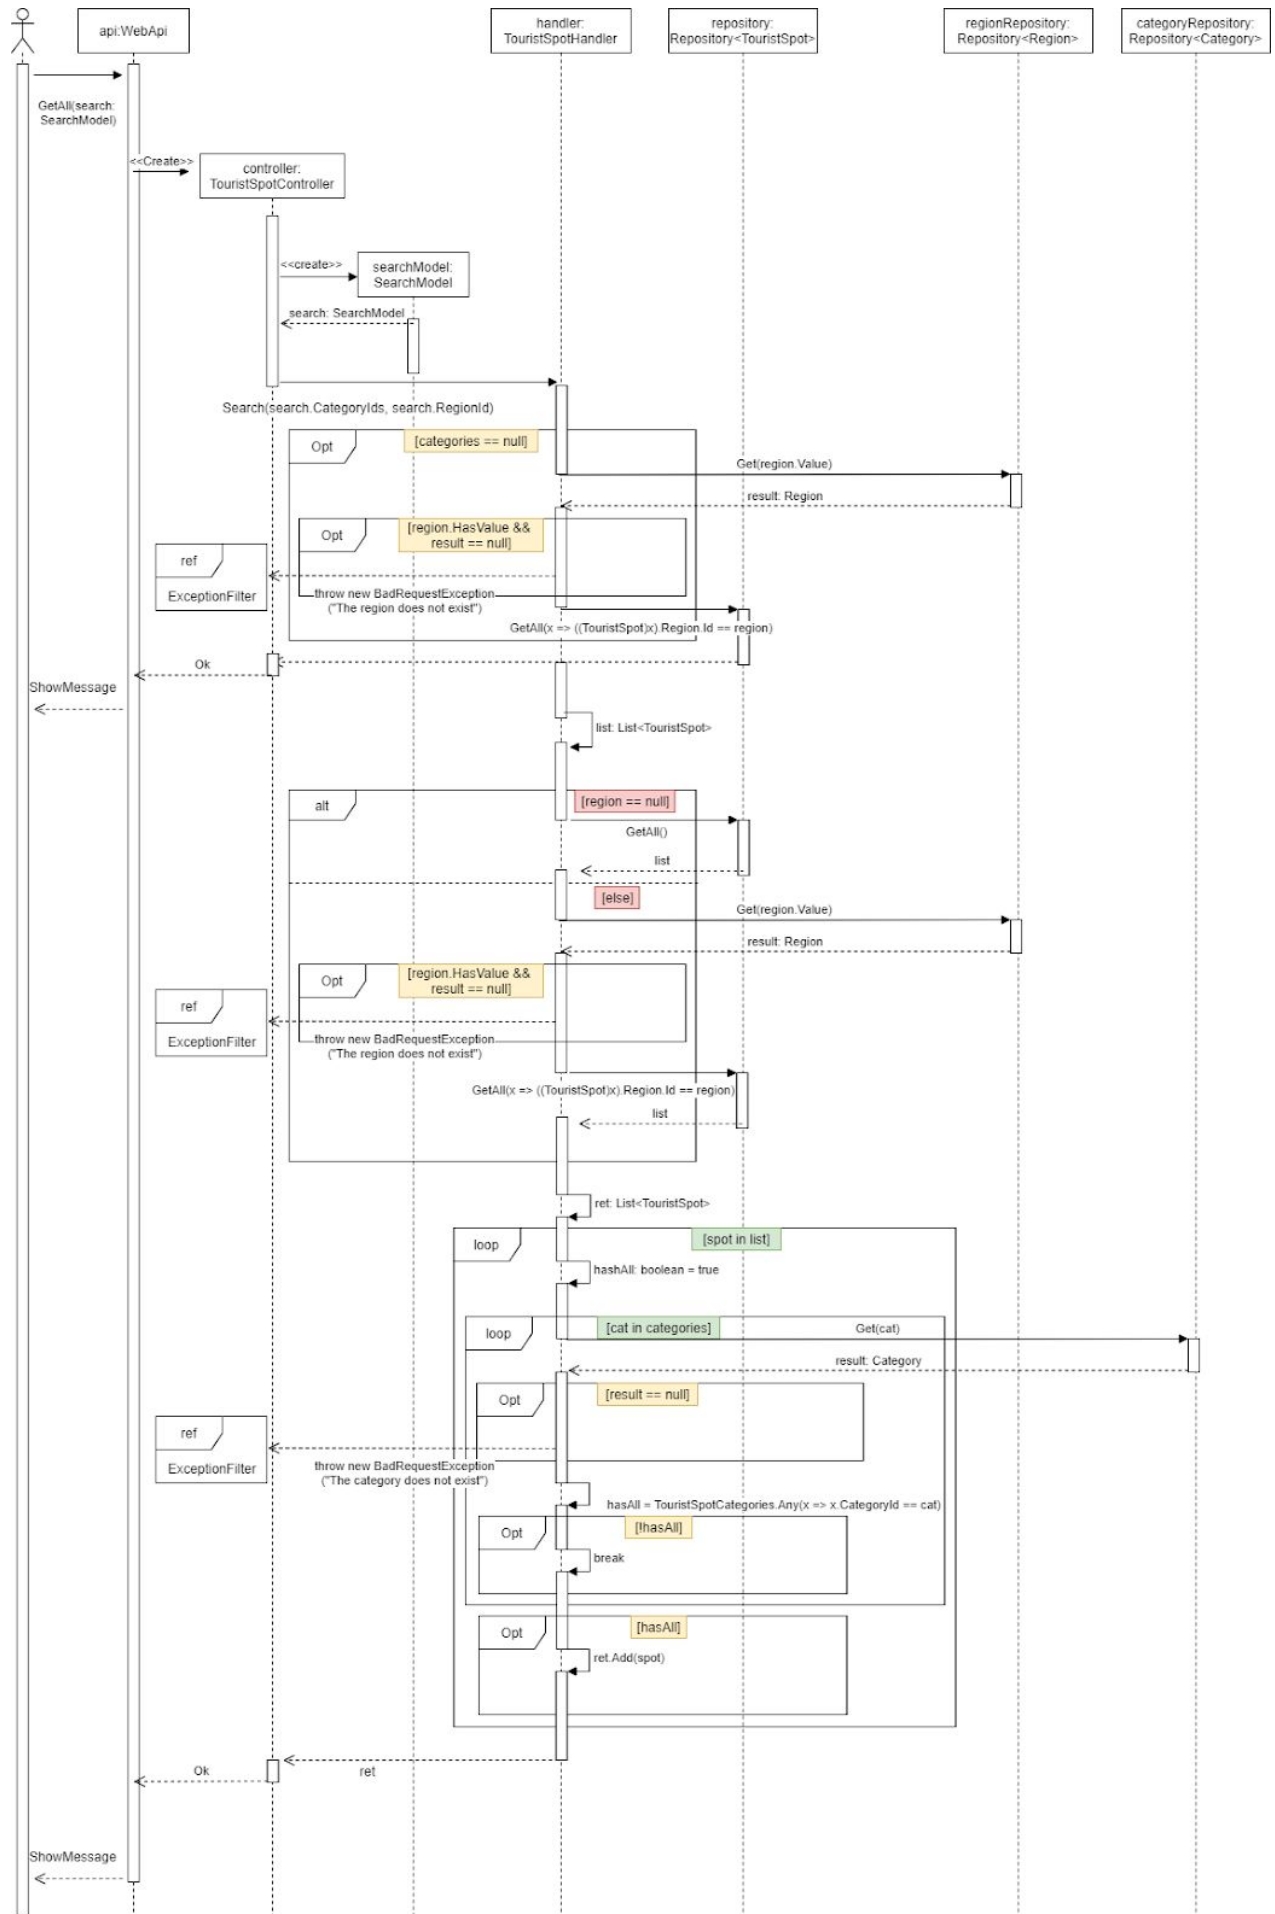 api:WebApi
handler:
TouristSpotHandler
repository:
Repository<TouristSpot>
regionRepository:
Repository<Region>
categoryRepository:
Repository<Category>
GetAll(search:
SearchModel)
<<Create>>
controller:
TouristSpotController
<<create>>
searchModel:
SearchModel
search: SearchModel
Search(search.CategoryIds, search.RegionId)
Opt
[categories == null]
Get(region.Value)
result: Region
Opt
[region.HasValue &&
result == null]
ref
ExceptionFilter
throw new BadRequestException
("The region does not exist")
GetAll(x => ((TouristSpot)x).Region.Id == region)
Ok
ShowMessage
list: List<TouristSpot>
alt
[region == null]
GetAll()
list
[else]
Get(region.Value)
result: Region
Opt
[region.HasValue &&
result == null]
ref
ExceptionFilter
throw new BadRequestException
("The region does not exist")
GetAll(x => ((TouristSpot)x).Region.Id == region)
list
ret: List<TouristSpot>
loop
[spot in list]
hashAll: boolean = true
loop
[cat in categories]
Get(cat)
result: Category
Opt
[result == null]
ref
ExceptionFilter
throw new BadRequestException
("The category does not exist")
hasAll = TouristSpotCategories.Any(x => x.CategoryId == cat)
Opt
[!hasAll]
break
Opt
[hasAll]
ret.Add(spot)
Ok
ret
ShowMessage